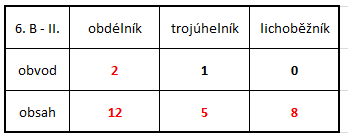 6. B - II. obdélník trojúhelník lichoběžník
obvod 2 1 0
obsah 12 5 8